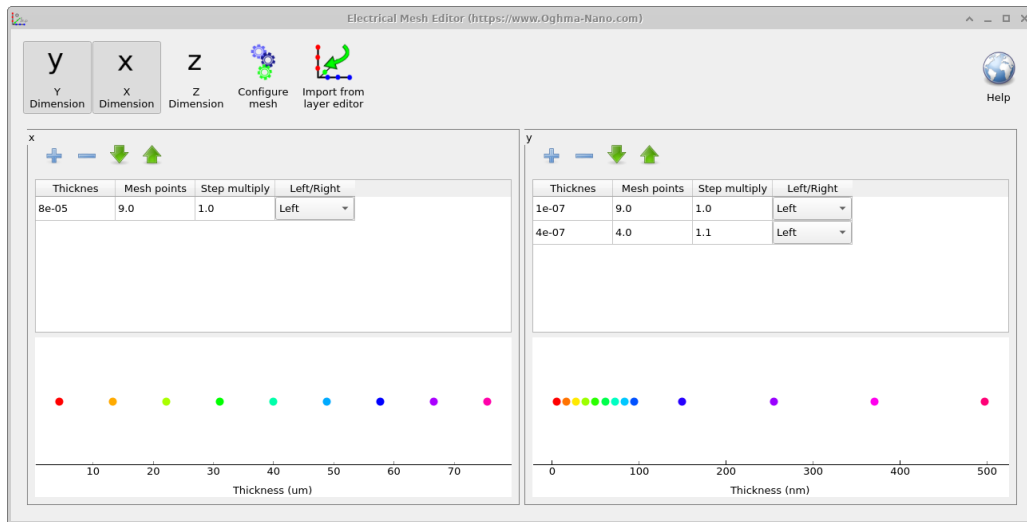 Electrical Mesh Editor (https://www.Oghma-Nano.com)
y
Y
Dimension
x
X
Dimension
z
Z
Dimension
Configure
mesh
Import from
layer editor
Help
x
Thicknes Mesh points Step multiply Left/Right
8e-05 9.0 1.0 Left
10 20 30 40 50 60 70
Thickness (um)
y
Thicknes Mesh points Step multiply Left/Right
1e-07 9.0 1.0 Left
4e-07 4.0 1.1 Left
0 100 200 300 400 500
Thickness (nm)